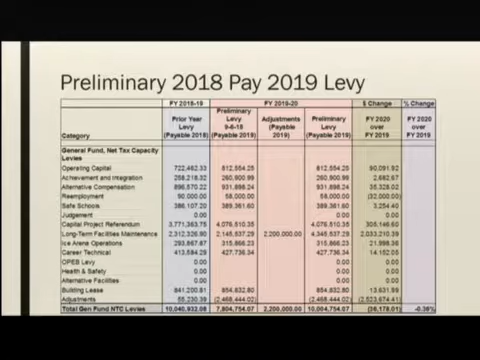 Preliminary 2018 Pay 2019 Levy
FY 2018-19 FY 2019-20 $ Change % Change
Category Prior Year Levy (Payable 2018) Preliminary Levy 9-6-18 (Payable 2019) Adjustments (Payable 2019) Preliminary Levy (Payable 2019) FY 2020 over FY 2019 FY 2020 over FY 2019
General Fund, Net Tax Capacity Levies
Operating Capital 722,462.33 812,554.25 812,554.25 90,091.92
Achievement and Integration 258,218.32 260,900.99 260,900.99 2,682.67
Alternative Compensation 896,570.22 931,898.24 931,898.24 35,328.02
Reemployment 90,000.00 58,000.00 58,000.00 (32,000.00)
Safe Schools 386,107.20 389,361.60 389,361.60 3,254.40
Judgement 0.00 0.00
Capital Project Referendum 3,771,363.75 4,076,510.35 4,076,510.35 305,146.60
Long-Term Facilities Maintenance 2,312,326.90 2,145,537.29 2,200,000.00 4,345,537.29 2,033,210.39
Ice Arena Operations 293,867.87 315,866.23 315,866.23 21,998.36
Career Technical 413,584.29 427,736.34 427,736.34 14,152.05
OPEB Levy 0.00 0.00 0.00
Health & Safety 0.00 0.00 0.00
Alternative Facilities 0.00 0.00 0.00
Building Lease 841,200.81 854,832.80 854,832.80 13,631.99
Adjustments 55,230.39 (2,468,444.02) (2,468,444.02) (2,523,674.41)
Total Gen Fund NTC Levies 10,040,932.08 7,804,754.07 2,200,000.00 10,004,754.07 (36,178.01) -0.36%